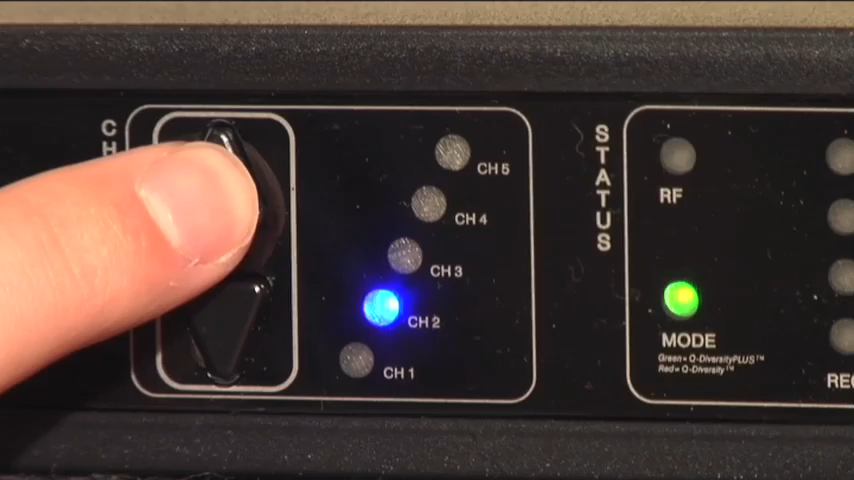 CH
CH 5
CH 4
CH 3
CH 2
CH 1
STATUS
RF
MODE
Green= Q-DiversityPLUS™
Red= Q-Diversity™
REC